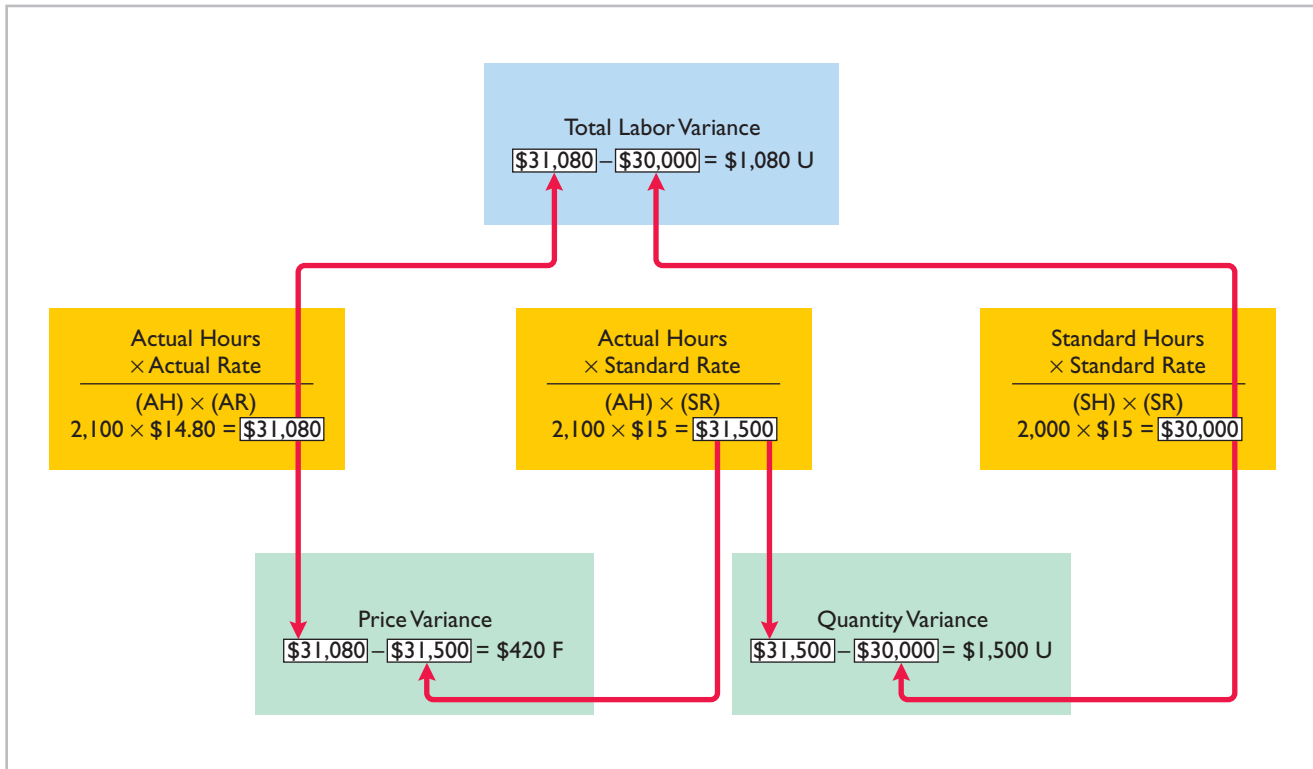 Total Labor Variance
$31,080 – $30,000 = $1,080 U
Actual Hours
× Actual Rate
(AH) × (AR)
2,100 × $14.80 = $31,080
Actual Hours
× Standard Rate
(AH) × (SR)
2,100 × $15 = $31,500
Standard Hours
× Standard Rate
(SH) × (SR)
2,000 × $15 = $30,000
Price Variance
$31,080 – $31,500 = $420 F
Quantity Variance
$31,500 – $30,000 = $1,500 U